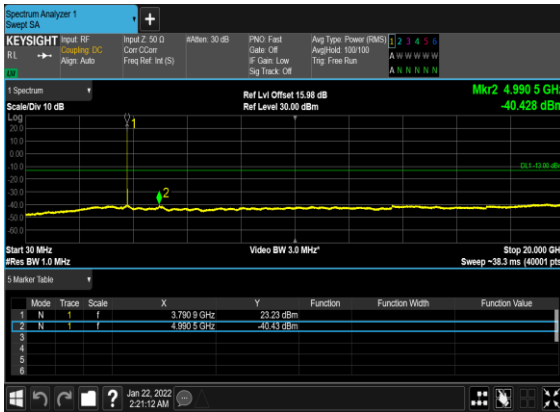 Spectrum Analyzer 1
Swept SA
+
KEYSIGHT Input: RF Input Z: 50 Ω #Atten: 30 dB PNO: Fast Avg Type: Power (RMS) 1 2 3 4 5 6
RL Coupling: DC Corr CCorr Gate: Off Avg|Hold: 100/100 A W W W W W
Align: Auto Freq Ref: Int (S) IF Gain: Low Trig: Free Run
Sig Track: Off A N N N N N
1 Spectrum
Scale/Div 10 dB
Ref Lvl Offset 15.98 dB
Ref Level 30.00 dBm
Mkr2 4.990 5 GHz
-40.428 dBm
Log
20.0
10.0
0.00
-10.0
-20.0
-30.0
-40.0
-50.0
-60.0
1
2
DL1 -13.00 dBm
Start 30 MHz Video BW 3.0 MHz* Stop 20.000 GHz
#Res BW 1.0 MHz Sweep ~38.3 ms (40001 pts)
5 Marker Table
Mode Trace Scale X Y Function Function Width Function Value
1 N 1 f 3.790 9 GHz 23.23 dBm
2 N 1 f 4.990 5 GHz -40.43 dBm
3
4
5
6
?
Jan 22, 2022
2:21:12 AM